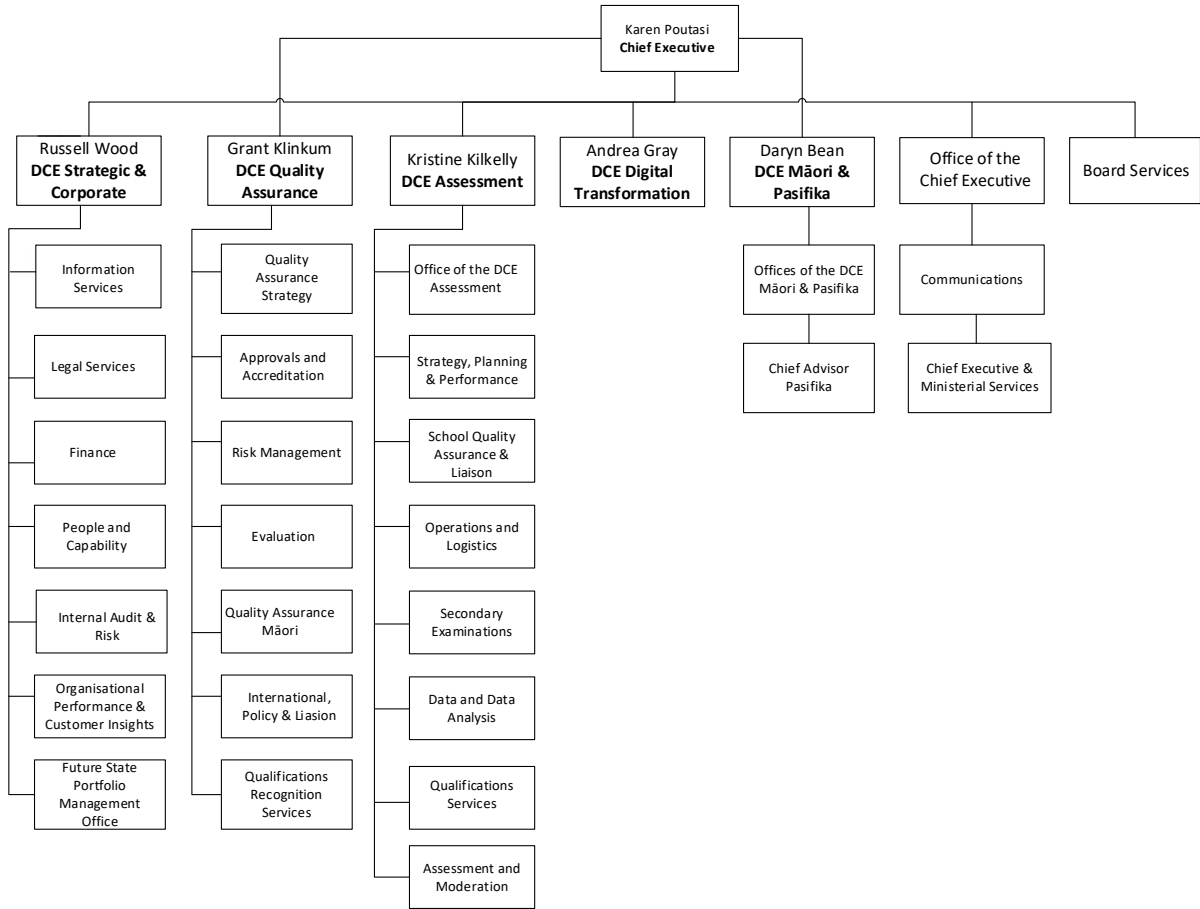 Karen Poutasi
Chief Executive
Russell Wood
DCE Strategic &
Corporate
Grant Klinkum
DCE Quality
Assurance
Kristine Kilkelly
DCE Assessment
Andrea Gray
DCE Digital
Transformation
Daryn Bean
DCE Māori &
Pasifika
Office of the
Chief Executive
Board Services
Information
Services
Legal Services
Finance
People and
Capability
Internal Audit &
Risk
Organisational
Performance &
Customer Insights
Future State
Portfolio
Management
Office
Quality
Assurance
Strategy
Approvals and
Accreditation
Risk Management
Evaluation
Quality Assurance
Māori
International,
Policy & Liasion
Qualifications
Recognition
Services
Office of the DCE
Assessment
Strategy, Planning
& Performance
School Quality
Assurance &
Liaison
Operations and
Logistics
Secondary
Examinations
Data and Data
Analysis
Qualifications
Services
Assessment and
Moderation
Offices of the DCE
Māori & Pasifika
Chief Advisor
Pasifika
Communications
Chief Executive &
Ministerial Services